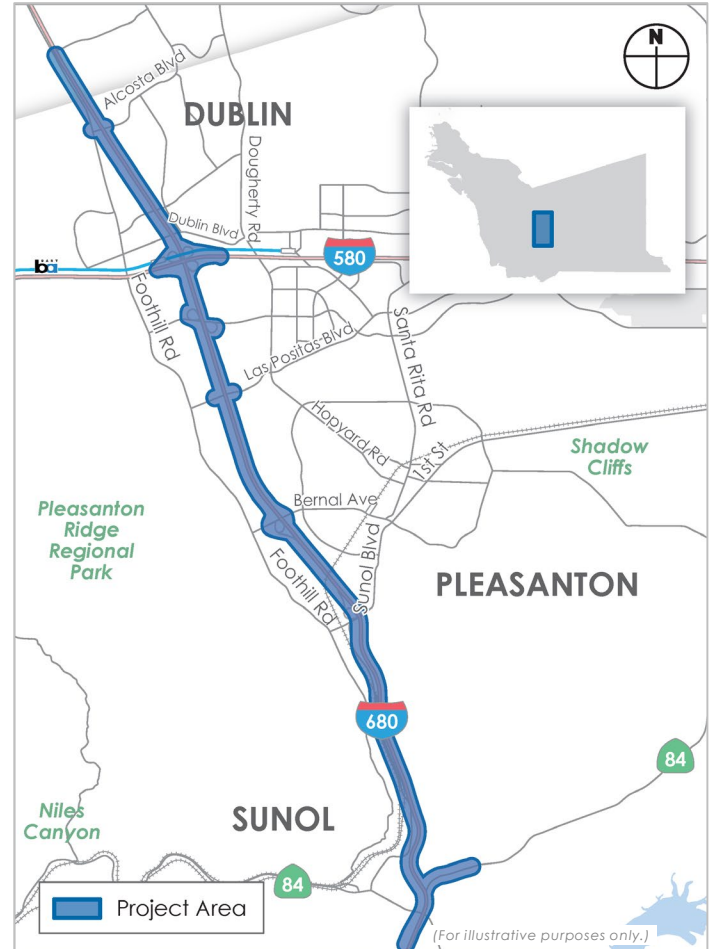 N
Alcosta Blvd
DUBLIN
Dougherty Rd
Dublin Blvd
580
ba
Foothill Rd
Las Positas Blvd
Santa Rita Rd
Hopyard Rd
1st St
Shadow
Cliffs
Bernal Ave
Pleasanton
Ridge
Regional
Park
Sunol Blvd
Foothill Rd
PLEASANTON
680
84
Niles
Canyon
SUNOL
84
Project Area
(For illustrative purposes only.)